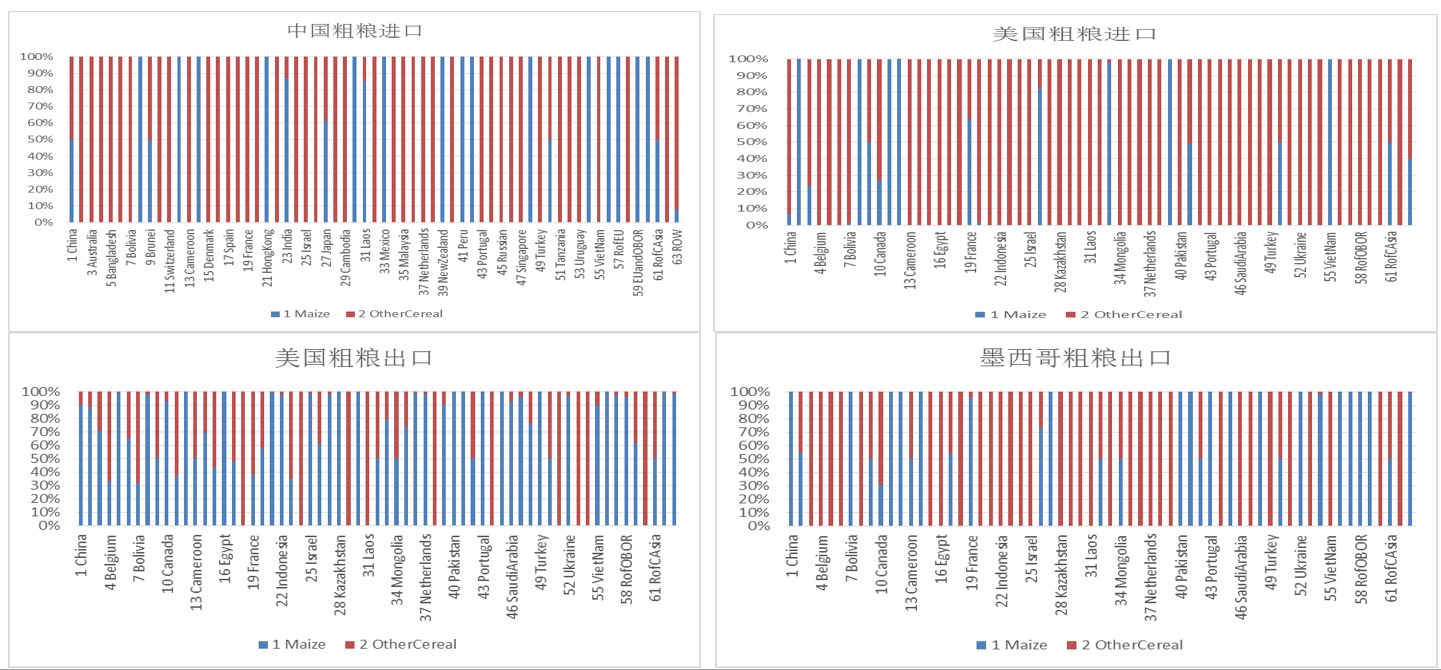 中国粗粮进口
100%
90%
80%
70%
60%
50%
40%
30%
20%
10%
0%
1 China
3 Australia
5 Bangladesh
7 Bolivia
9 Brunei
11 Switzerland
13 Cameroon
15 Denmark
17 Spain
19 France
21 HongKong
23 India
25 Israel
27 Japan
29 Cambodia
31 Laos
33 Mexico
35 Malaysia
37 Netherlands
39 NewZealand
41 Peru
43 Portugal
45 Russian
47 Singapore
49 Turkey
51 Tanzania
53 Uruguay
55 VietNam
57 RofEU
59 EUandOBOR
61 RofCAsia
63 ROW
1 Maize 2 OtherCereal
美国粗粮进口
100%
90%
80%
70%
60%
50%
40%
30%
20%
10%
0%
1 China
4 Belgium
7 Bolivia
10 Canada
13 Cameroon
16 Egypt
19 France
22 Indonesia
25 Israel
28 Kazakhstan
31 Laos
34 Mongolia
37 Netherlands
40 Pakistan
43 Portugal
46 SaudiArabia
49 Turkey
52 Ukraine
55 VietNam
58 RofOBOR
61 RofCAsia
1 Maize 2 OtherCereal
美国粗粮出口
100%
90%
80%
70%
60%
50%
40%
30%
20%
10%
0%
1 China
4 Belgium
7 Bolivia
10 Canada
13 Cameroon
16 Egypt
19 France
22 Indonesia
25 Israel
28 Kazakhstan
31 Laos
34 Mongolia
37 Netherlands
40 Pakistan
43 Portugal
46 SaudiArabia
49 Turkey
52 Ukraine
55 VietNam
58 RofOBOR
61 RofCAsia
1 Maize 2 OtherCereal
墨西哥粗粮出口
100%
90%
80%
70%
60%
50%
40%
30%
20%
10%
0%
1 China
4 Belgium
7 Bolivia
10 Canada
13 Cameroon
16 Egypt
19 France
22 Indonesia
25 Israel
28 Kazakhstan
31 Laos
34 Mongolia
37 Netherlands
40 Pakistan
43 Portugal
46 SaudiArabia
49 Turkey
52 Ukraine
55 VietNam
58 RofOBOR
61 RofCAsia
1 Maize 2 OtherCereal